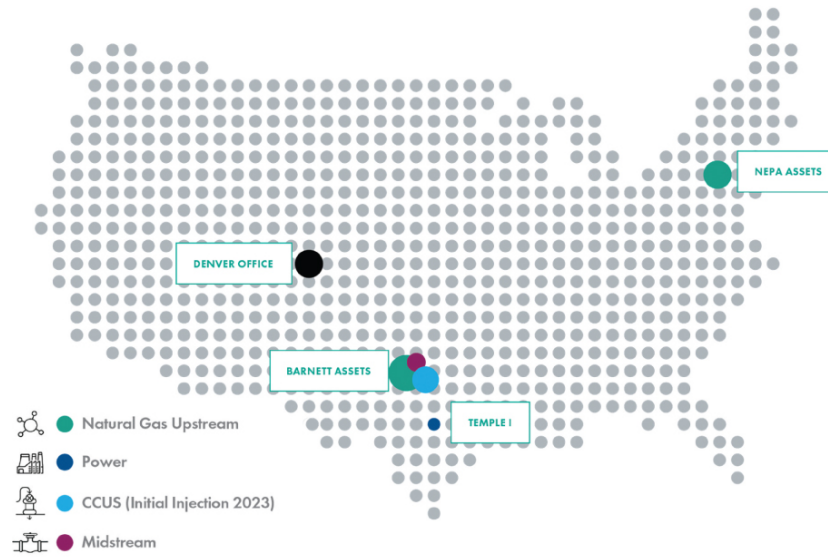 NEPA ASSETS
DENVER OFFICE
BARNETT ASSETS
TEMPLE I
Natural Gas Upstream
Power
CCUS (Initial Injection 2023)
Midstream